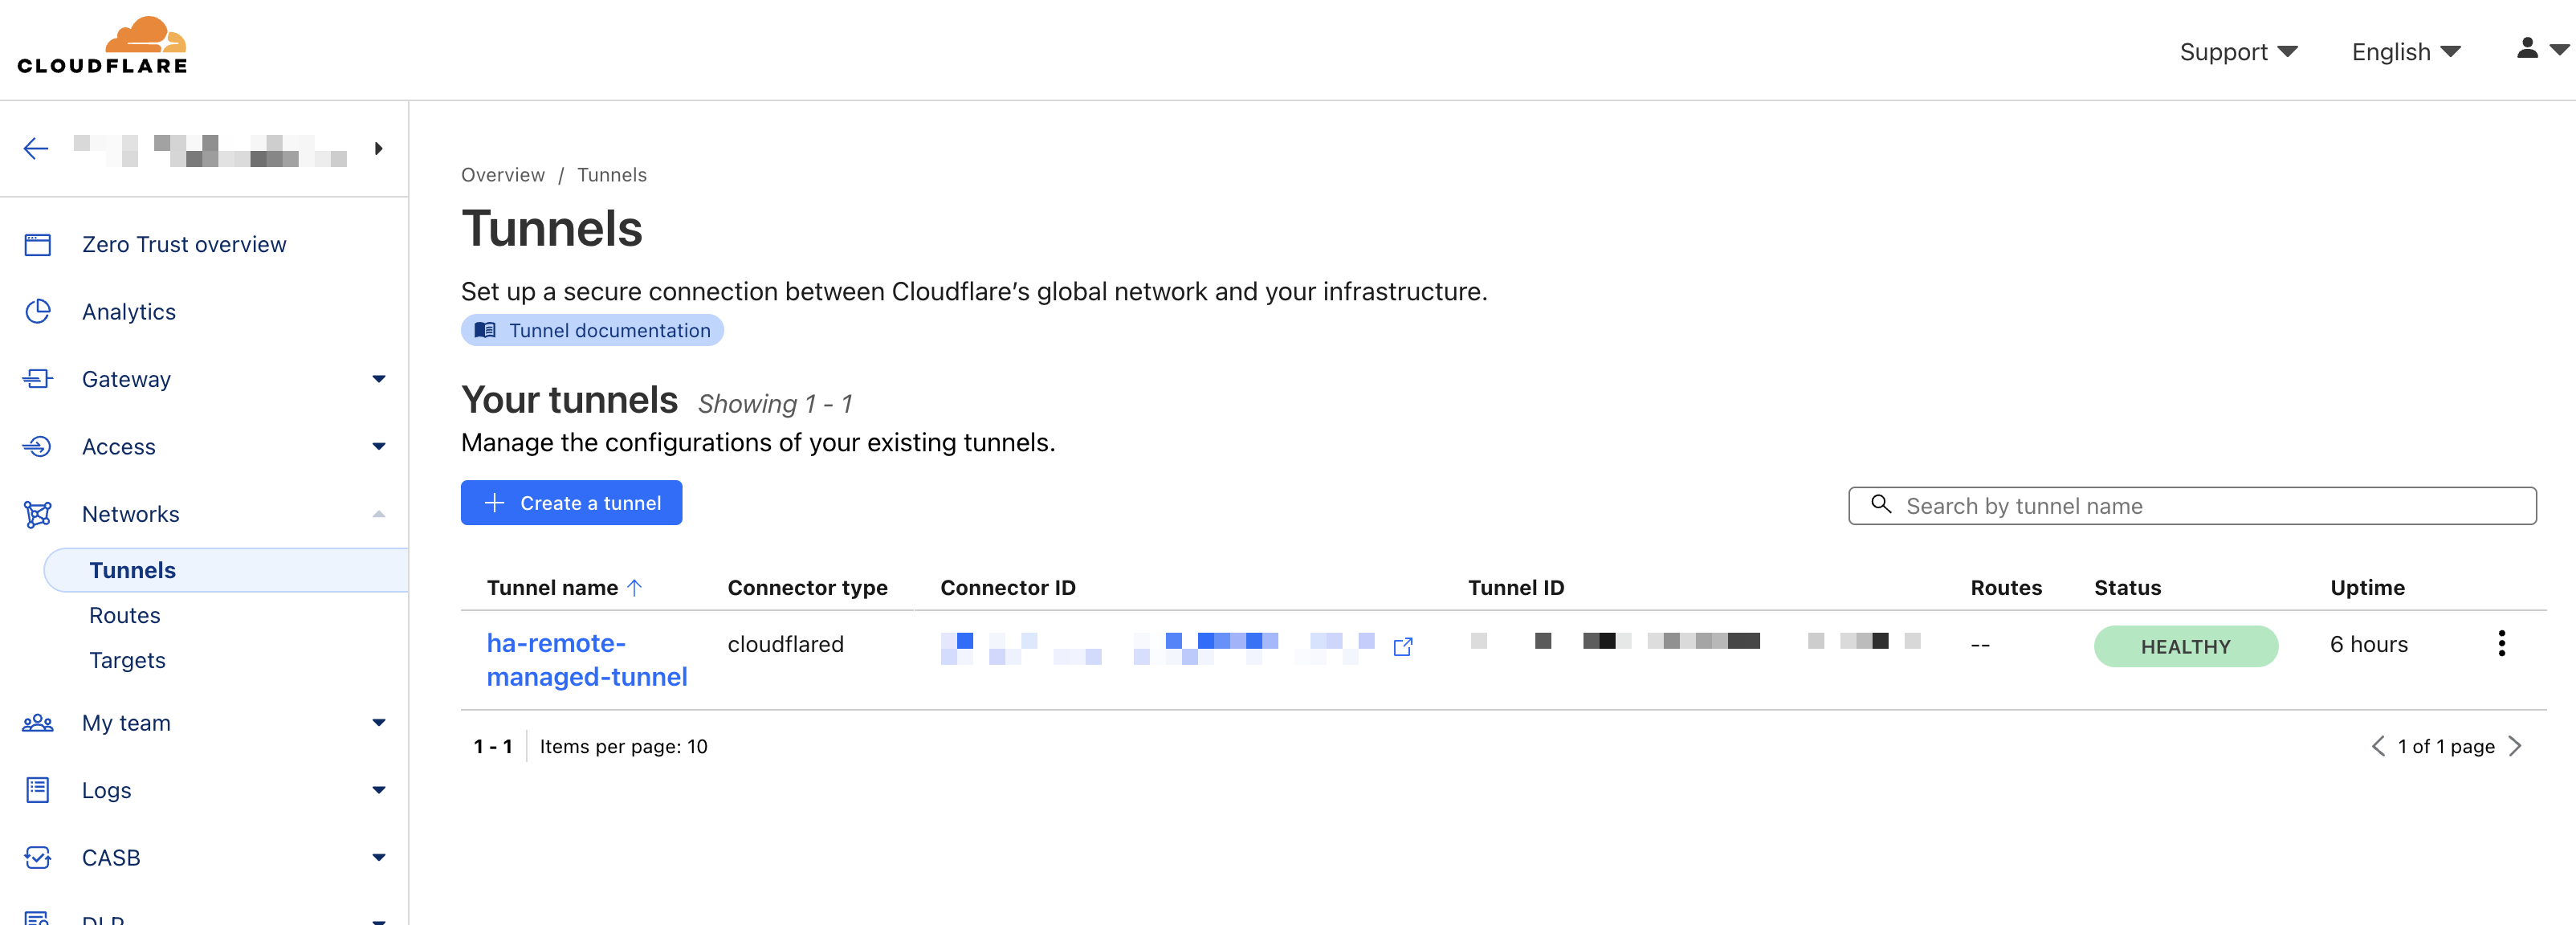 CLOUDFLARE
Support
English
Zero Trust overview
Analytics
Gateway
Access
Networks
Tunnels
Routes
Targets
My team
Logs
CASB
DLP
Overview / Tunnels
Tunnels
Set up a secure connection between Cloudflare’s global network and your infrastructure.
Tunnel documentation
Your tunnels Showing 1 - 1
Manage the configurations of your existing tunnels.
Create a tunnel
Search by tunnel name
Tunnel name Connector type Connector ID Tunnel ID Routes Status Uptime
ha-remote- cloudflared -- HEALTHY 6 hours
managed-tunnel
1 - 1 Items per page: 10 1 of 1 page